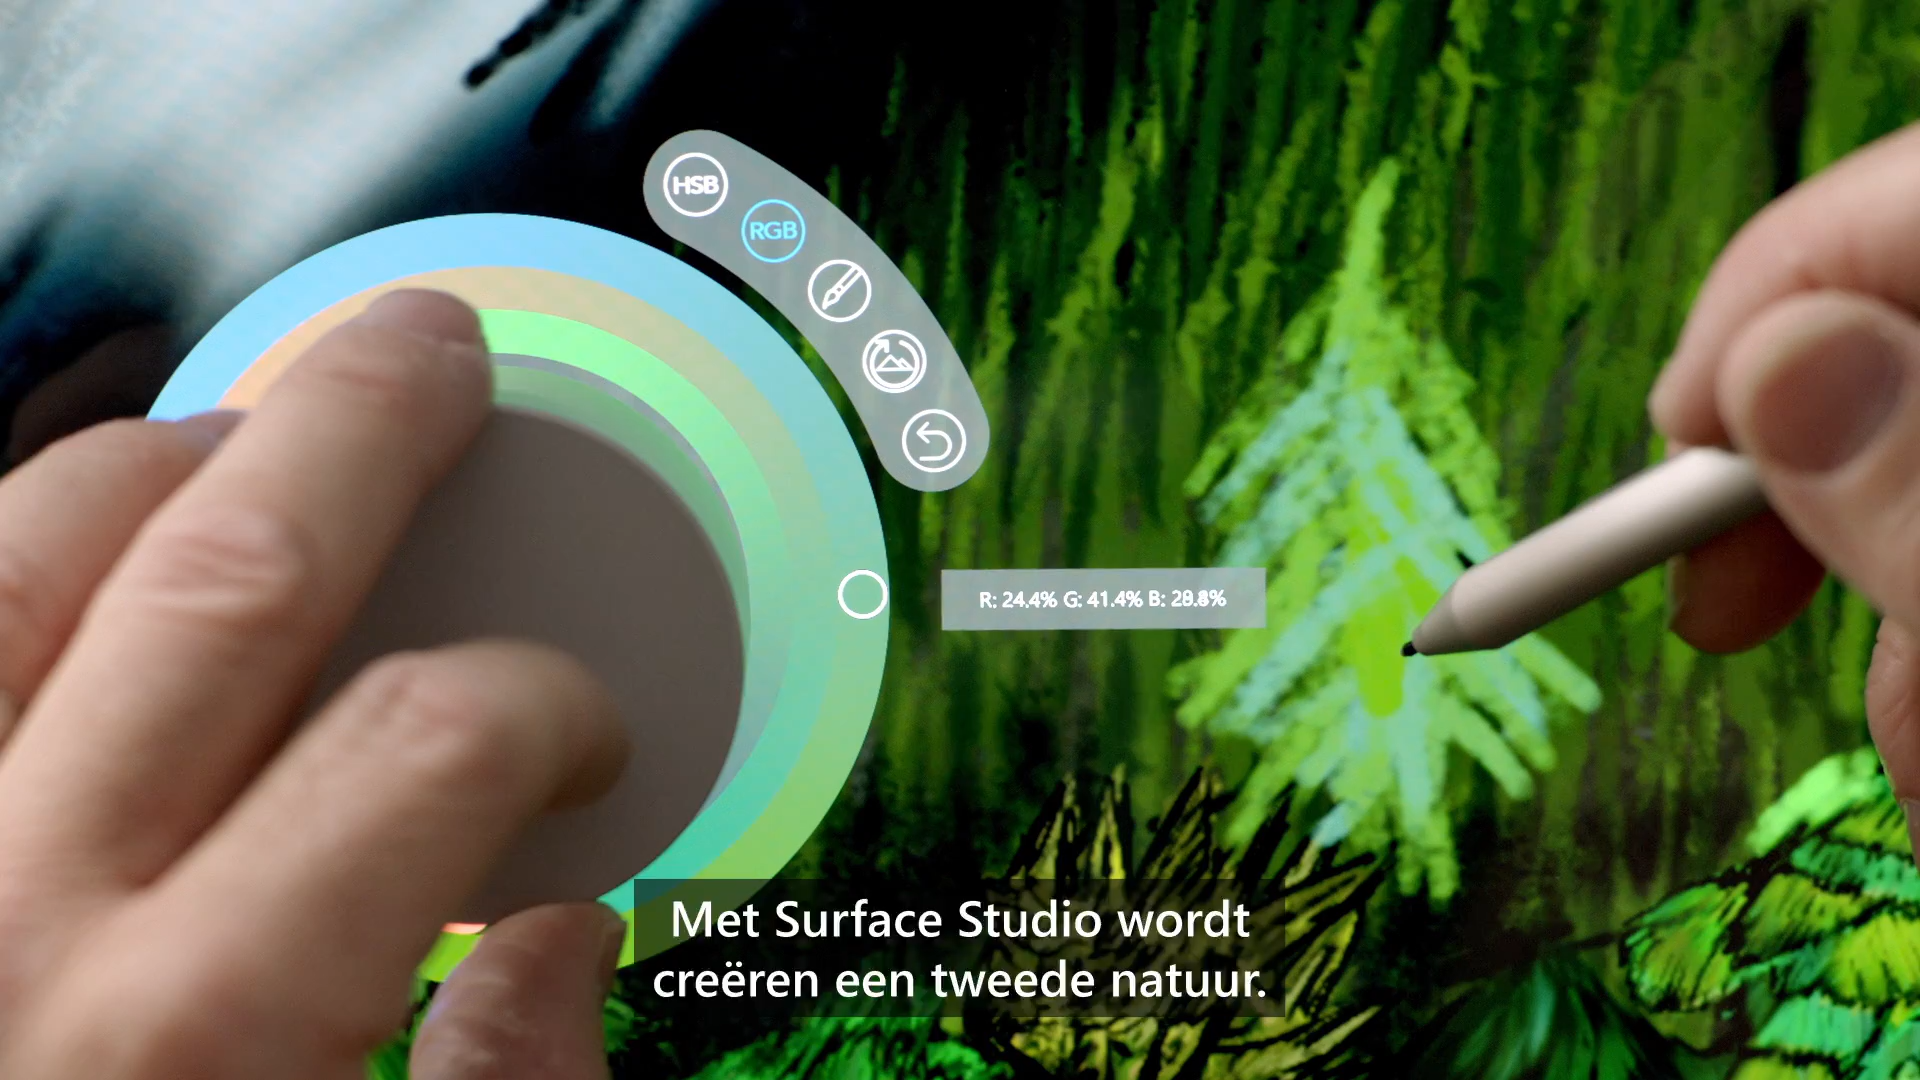 HSB
RGB
R: 24.4% G: 41.4% B: 28.8%
Met Surface Studio wordt
creëren een tweede natuur.